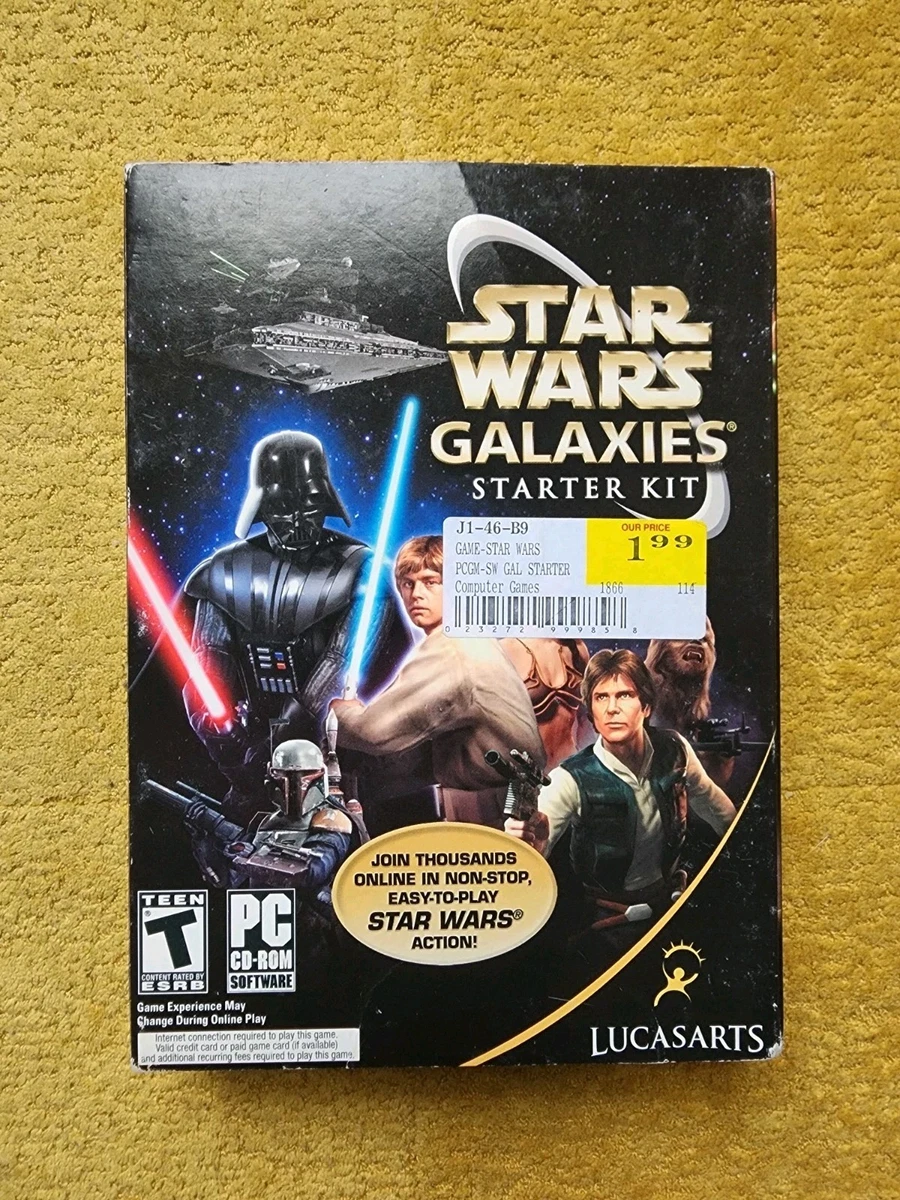 STAR
WARS
GALAXIES®
STARTER KIT
J1-46-B9
GAME-STAR WARS
PCGM-SW GAL STARTER
Computer Games 1866 114
OUR PRICE
1⁹⁹
0 23272 99985 8
JOIN THOUSANDS
ONLINE IN NON-STOP,
EASY-TO-PLAY
STAR WARS®
ACTION!
TEEN
®
T
CONTENT RATED BY
ESRB
PC
CD-ROM
SOFTWARE
Game Experience May
Change During Online Play
Internet connection required to play this game.
Valid credit card or paid game card (if available)
and additional recurring fees required to play this game.
LUCASARTS